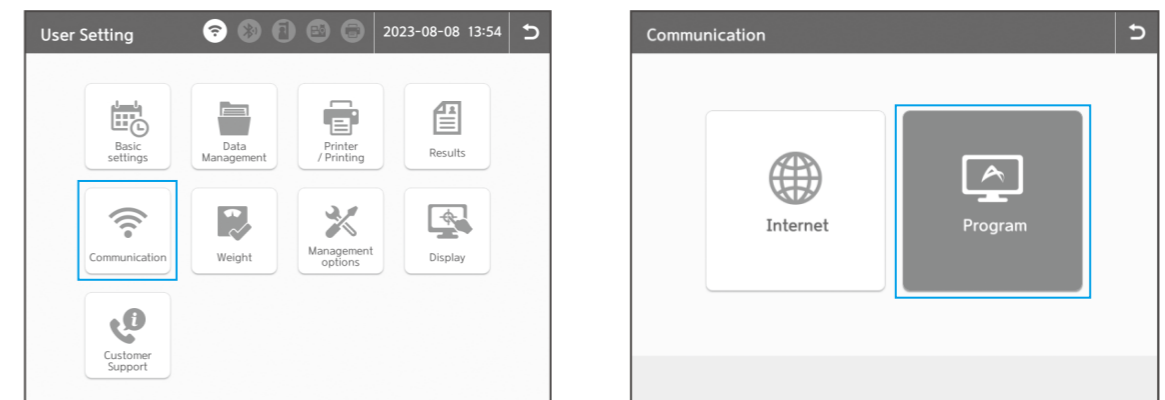 User Setting
2023-08-08 13:54
Basic
settings
Data
Management
Printer
/ Printing
Results
Communication
Weight
Management
options
Display
Customer
Support
Communication
Internet
Program